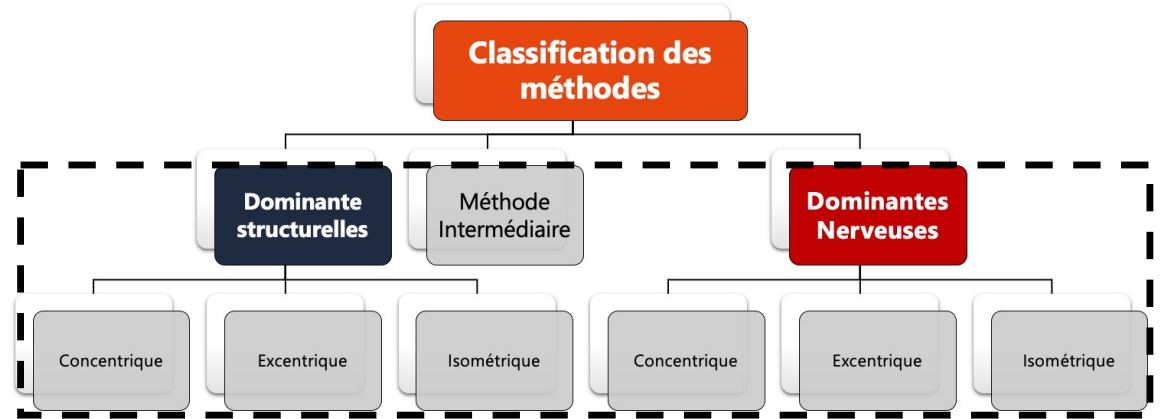 Classification des
méthodes
Dominante
structurelles
Méthode
Intermédiaire
Dominantes
Nerveuses
Concentrique
Excentrique
Isométrique
Concentrique
Excentrique
Isométrique